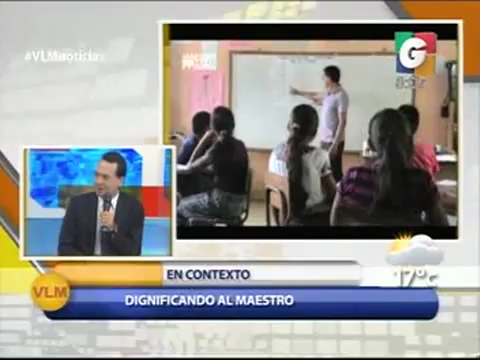 #VLMnoticias
G
EN CONTEXTO
17°C
VLM
DIGNIFICANDO AL MAESTRO